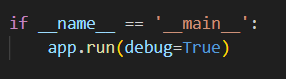 if __name__ == '__main__':
    app.run(debug=True)